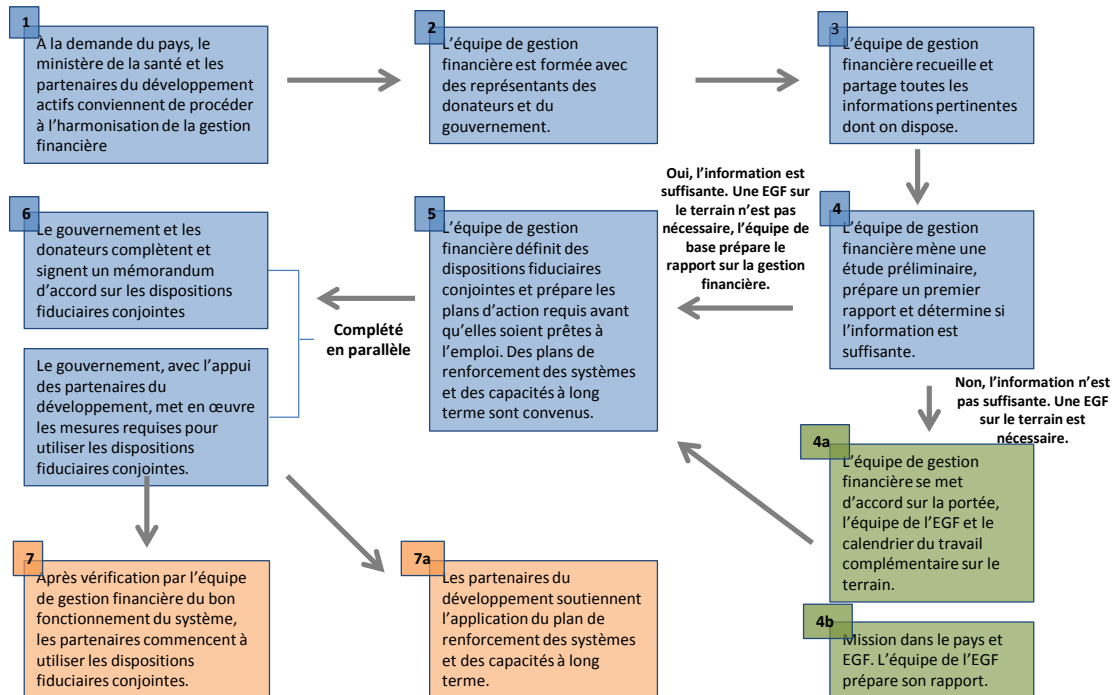 1
À la demande du pays, le
ministère de la santé et les
partenaires du développement
actifs conviennent de procéder
à l’harmonisation de la gestion
financière
2
L’équipe de gestion
financière est formée avec
des représentants des
donateurs et du
gouvernement.
3
L’équipe de gestion
financière recueille et
partage toutes les
informations pertinentes
dont on dispose.
Oui, l’information est
suffisante. Une EGF sur
le terrain n’est pas
nécessaire, l’équipe de
base prépare le
rapport sur la gestion
financière.
4
L’équipe de gestion
financière mène une
étude préliminaire,
prépare un premier
rapport et détermine si
l’information est
suffisante.
Non, l’information n’est
pas suffisante. Une EGF
sur le terrain est
nécessaire.
4a
L’équipe de gestion
financière se met
d’accord sur la portée,
l’équipe de l’EGF et le
calendrier du travail
complémentaire sur le
terrain.
4b
Mission dans le pays et
EGF. L’équipe de l’EGF
prépare son rapport.
5
L’équipe de gestion
financière définit des
dispositions fiduciaires
conjointes et prépare les
plans d’action requis avant
qu’elles soient prêtes à
l’emploi. Des plans de
renforcement des systèmes
et des capacités à long
terme sont convenus.
Complété
en parallèle
6
Le gouvernement et les
donateurs complètent et
signent un mémorandum
d’accord sur les dispositions
fiduciaires conjointes
Le gouvernement, avec l’appui
des partenaires du
développement, met en œuvre
les mesures requises pour
utiliser les dispositions
fiduciaires conjointes.
7
Après vérification par l’équipe
de gestion financière du bon
fonctionnement du système,
les partenaires commencent à
utiliser les dispositions
fiduciaires conjointes.
7a
Les partenaires du
développement soutiennent
l’application du plan de
renforcement des systèmes
et des capacités à long
terme.